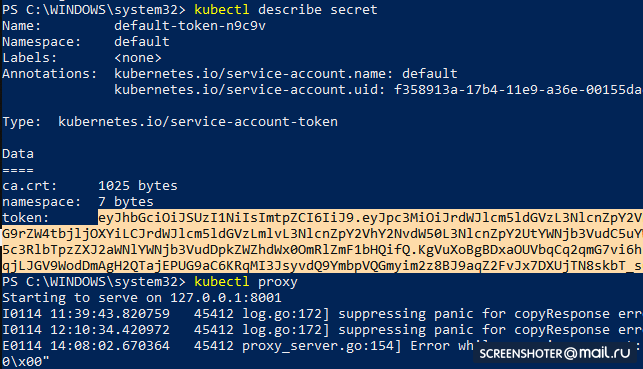 PS C:\WINDOWS\system32> kubectl describe secret
Name: default-token-n9c9v
Namespace: default
Labels: <none>
Annotations: kubernetes.io/service-account.name: default
kubernetes.io/service-account.uid: f358913a-17b4-11e9-a36e-00155da
Type: kubernetes.io/service-account-token
Data
====
ca.crt: 1025 bytes
namespace: 7 bytes
token: eyJhbGciOiJSUzI1NiIsImtpZCI6IiJ9.eyJpc3MiOiJrdWJlcm5ldGVzL3NlcnZpY2V
G9rZW4tbjljOXYiLCJrdWJlcm5ldGVzLmlvL3NlcnZpY2VhY2NvdW50L3NlcnZpY2UtYWNjb3VudC5uY
5c3RlbTpzZXJ2aWNlYWNjb3VudDpkZWZhdWx0OmRlZmF1bHQifQ.KgVuXoBgBDxaOUVbqCq2qmG7vi6h
qjLJGV9WodDmAgH2QTajEPUG9aC6KRqMI3JsyvdQ9YmbpVQGmyim2z8BJ9aqZ2FvJx7DXUjTN8skbT_s
PS C:\WINDOWS\system32> kubectl proxy
Starting to serve on 127.0.0.1:8001
I0114 11:39:43.820759 45412 log.go:172] suppressing panic for copyResponse erro
I0114 12:10:34.420972 45412 log.go:172] suppressing panic for copyResponse erro
E0114 14:08:02.670364 45412 proxy_server.go:154] Error while
0\x00"
SCREENSHOTER@mail.ru